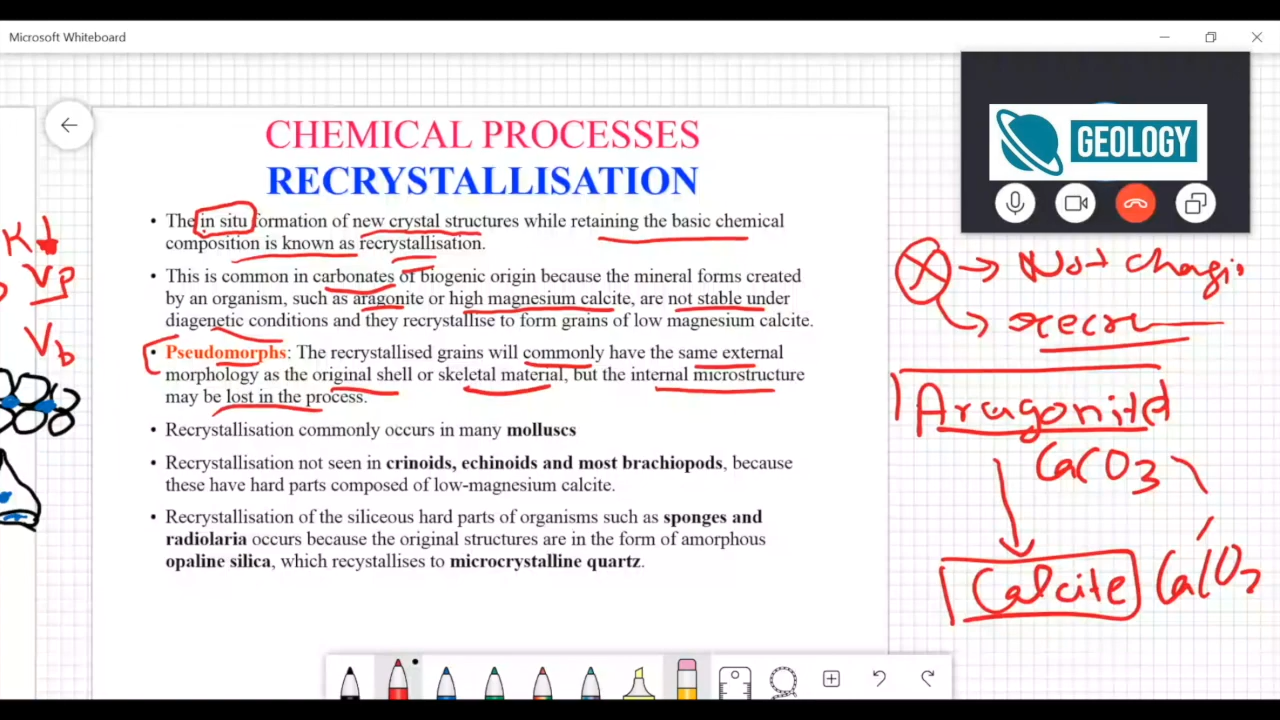 Microsoft Whiteboard
GEOLOGY
CHEMICAL PROCESSES
RECRYSTALLISATION
• The in situ formation of new crystal structures while retaining the basic chemical
composition is known as recrystallisation.
• This is common in carbonates of biogenic origin because the mineral forms created
by an organism, such as aragonite or high magnesium calcite, are not stable under
diagenetic conditions and they recrystallise to form grains of low magnesium calcite.
• Pseudomorphs: The recrystallised grains will commonly have the same external
morphology as the original shell or skeletal material, but the internal microstructure
may be lost in the process.
• Recrystallisation commonly occurs in many molluscs
• Recrystallisation not seen in crinoids, echinoids and most brachiopods, because
these have hard parts composed of low-magnesium calcite.
• Recrystallisation of the siliceous hard parts of organisms such as sponges and
radiolaria occurs because the original structures are in the form of amorphous
opaline silica, which recystallises to microcrystalline quartz.
K
Vp
Vb
X → Not
→ recr
Aragonite
CaCO3
Calcite